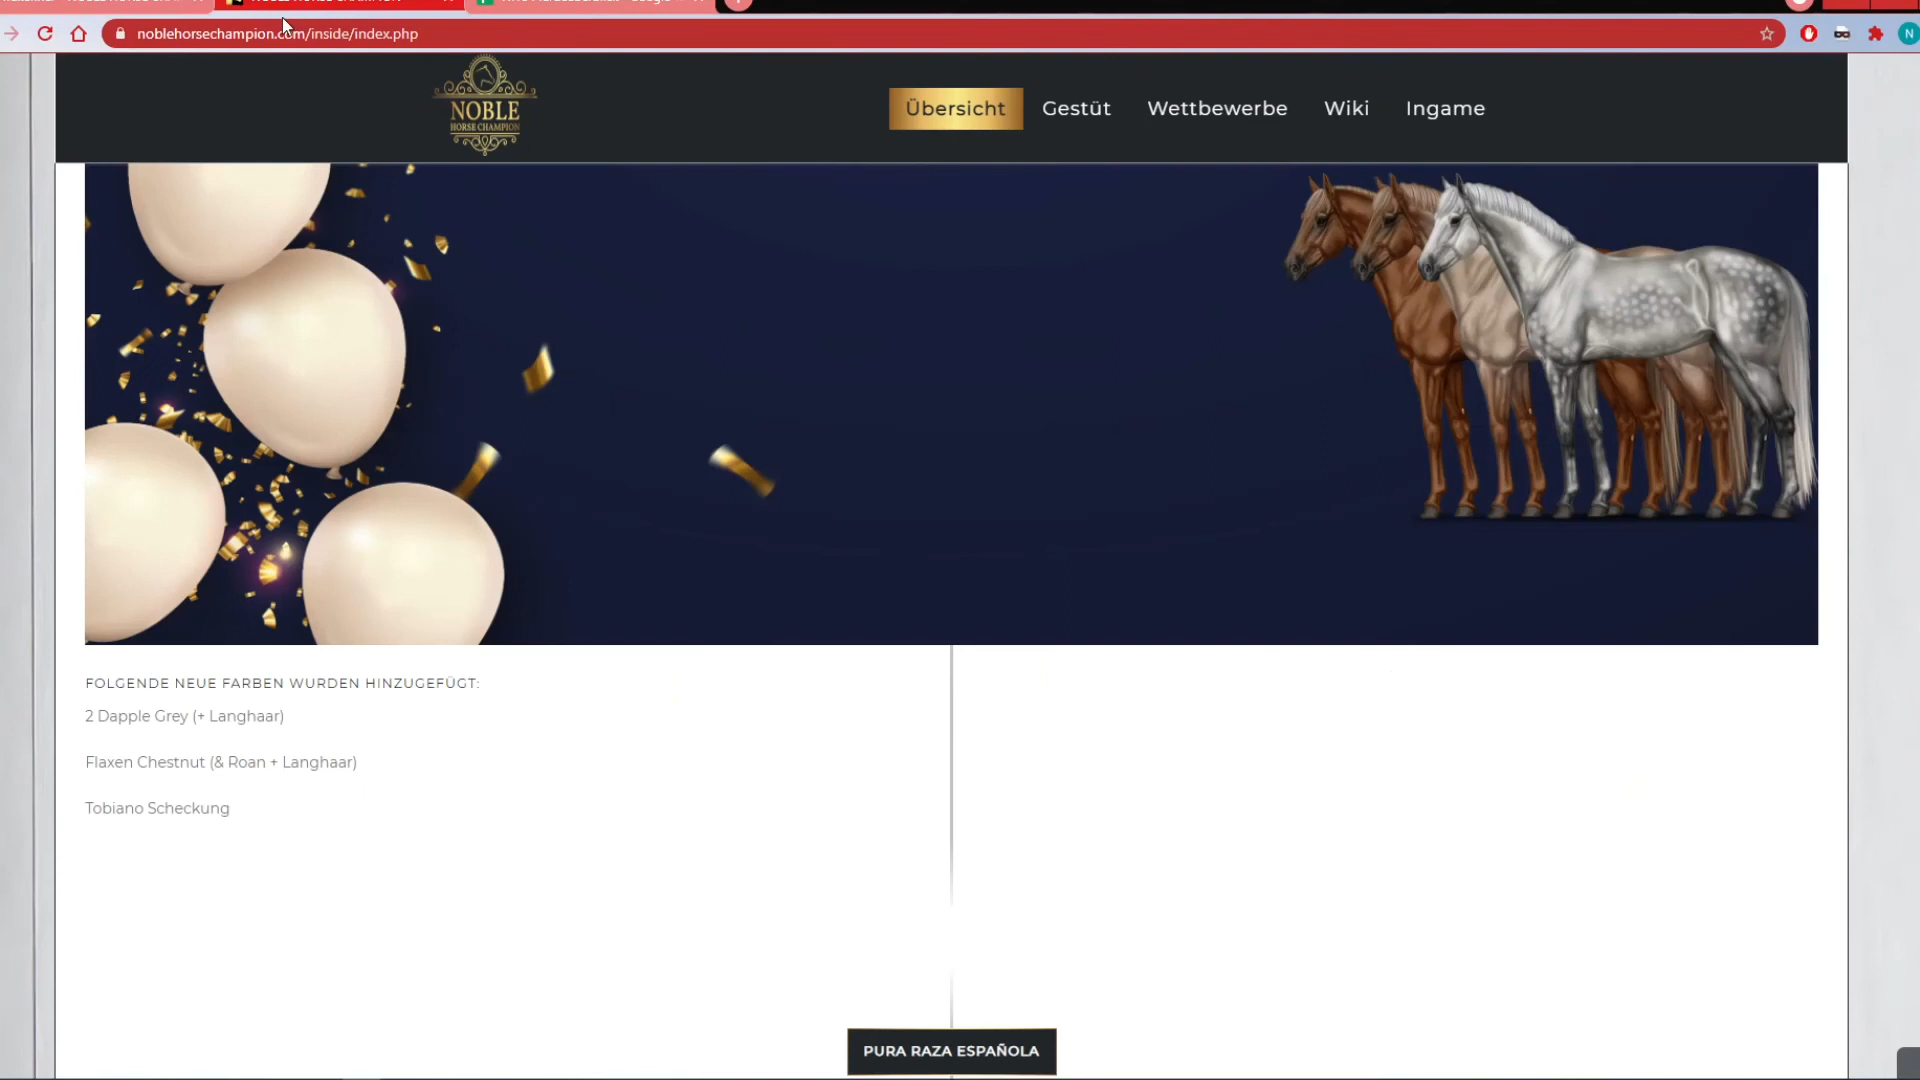 noblehorsechampion.com/inside/index.php
N
NOBLE
HORSE CHAMPION
Übersicht Gestüt Wettbewerbe Wiki Ingame
FOLGENDE NEUE FARBEN WURDEN HINZUGEFÜGT:
2 Dapple Grey (+ Langhaar)
Flaxen Chestnut (& Roan + Langhaar)
Tobiano Scheckung
PURA RAZA ESPAÑOLA